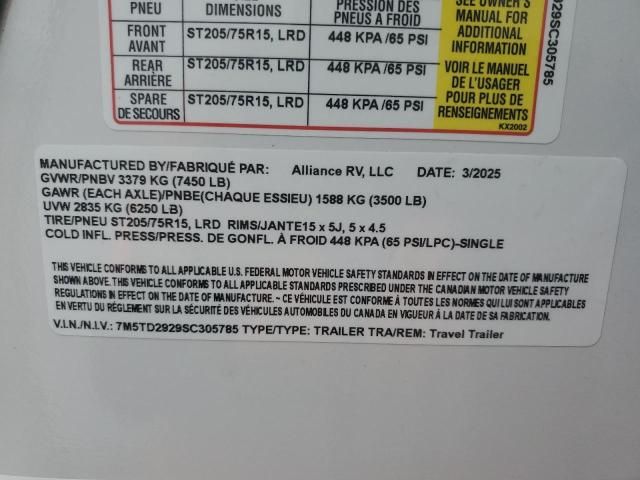 PNEU DIMENSIONS PRESSION DES PNEUS A FROID SEE OWNER'S MANUAL FOR ADDITIONAL INFORMATION
FRONT AVANT ST205/75R15, LRD 448 KPA /65 PSI
REAR ARRIÈRE ST205/75R15, LRD 448 KPA /65 PSI VOIR LE MANUEL DE L'USAGER POUR PLUS DE RENSEIGNEMENTS
SPARE DE SECOURS ST205/75R15, LRD 448 KPA /65 PSI
KX2002
929SC305785
MANUFACTURED BY/FABRIQUÉ PAR: Alliance RV, LLC DATE: 3/2025
GVWR/PNBV 3379 KG (7450 LB)
GAWR (EACH AXLE)/PNBE(CHAQUE ESSIEU) 1588 KG (3500 LB)
UVW 2835 KG (6250 LB)
TIRE/PNEU ST205/75R15, LRD RIMS/JANTE15 x 5J, 5 x 4.5
COLD INFL. PRESS/PRESS. DE GONFL. À FROID 448 KPA (65 PSI/LPC)-SINGLE
THIS VEHICLE CONFORMS TO ALL APPLICABLE U.S. FEDERAL MOTOR VEHICLE SAFETY STANDARDS IN EFFECT ON THE DATE OF MANUFACTURE
SHOWN ABOVE. THIS VEHICLE CONFORMS TO ALL APPLICABLE STANDARDS PRESCRIBED UNDER THE CANADIAN MOTOR VEHICLE SAFETY
REGULATIONS IN EFFECT ON THE DATE OF MANUFACTURE. ~ CE VÉHICULE EST CONFORME À TOUTES LES NORMES QUI LUI SONT APPLICABLES
EN VERTU DU RÉGLEMENT SUR LA SÉCURITÉ DES VÉHICULES AUTOMOBILES DU CANADA EN VIGUEUR À LA DATE DE SA FABRICATION.
V.I.N./N.I.V.: 7M5TD2929SC305785 TYPE/TYPE: TRAILER TRA/REM: Travel Trailer